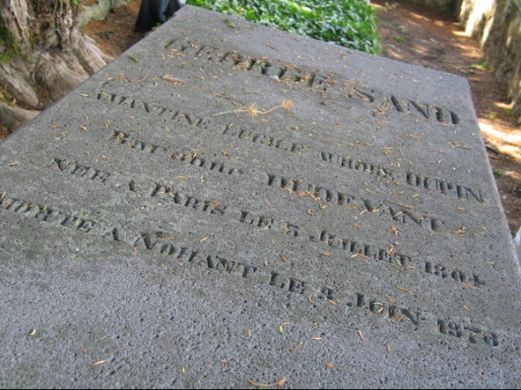 GEORGE SAND
AMANTINE LUCILE AURORE DUPIN
BARONNE DUDEVANT
NÉE A PARIS LE 5 JUILLET 1804
MORTE A NOHANT LE 8 JUIN 1876